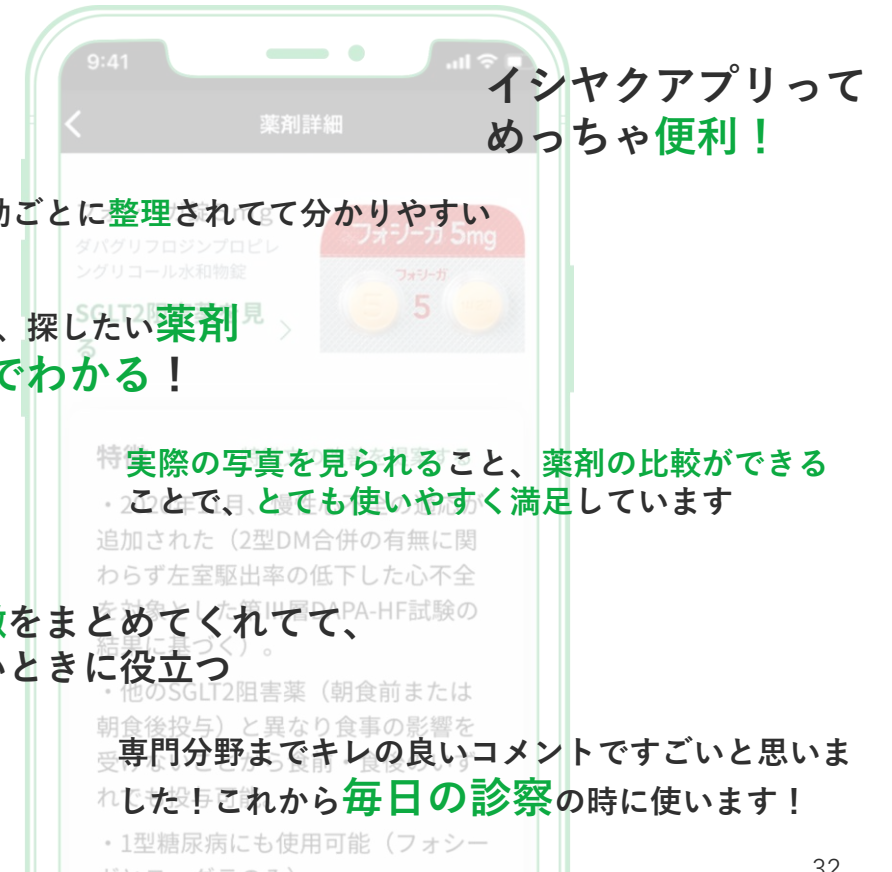 9:41
イシヤクアプリって
めっちゃ便利！
薬剤詳細
ごとに整理されてて分かりやすい
ダパグリフロジンプロピレ
ングリコール水和物錠
フォシーガ 5mg
フォシーガ
5
、探したい薬剤
でわかる！
実際の写真を見られること、薬剤の比較ができる
ことで、とても使いやすく満足しています
追加された（2型DM合併の有無に関
わらず左室駆出率の低下した心不全
をまとめてくれてて、
いときに役立つ
・他のSGLT2阻害薬（朝食前または
朝食後投与）と異なり食事の影響を
専門分野までキレの良いコメントですごいと思いま
した！これから毎日の診察の時に使います！
・1型糖尿病にも使用可能（フォシー
32